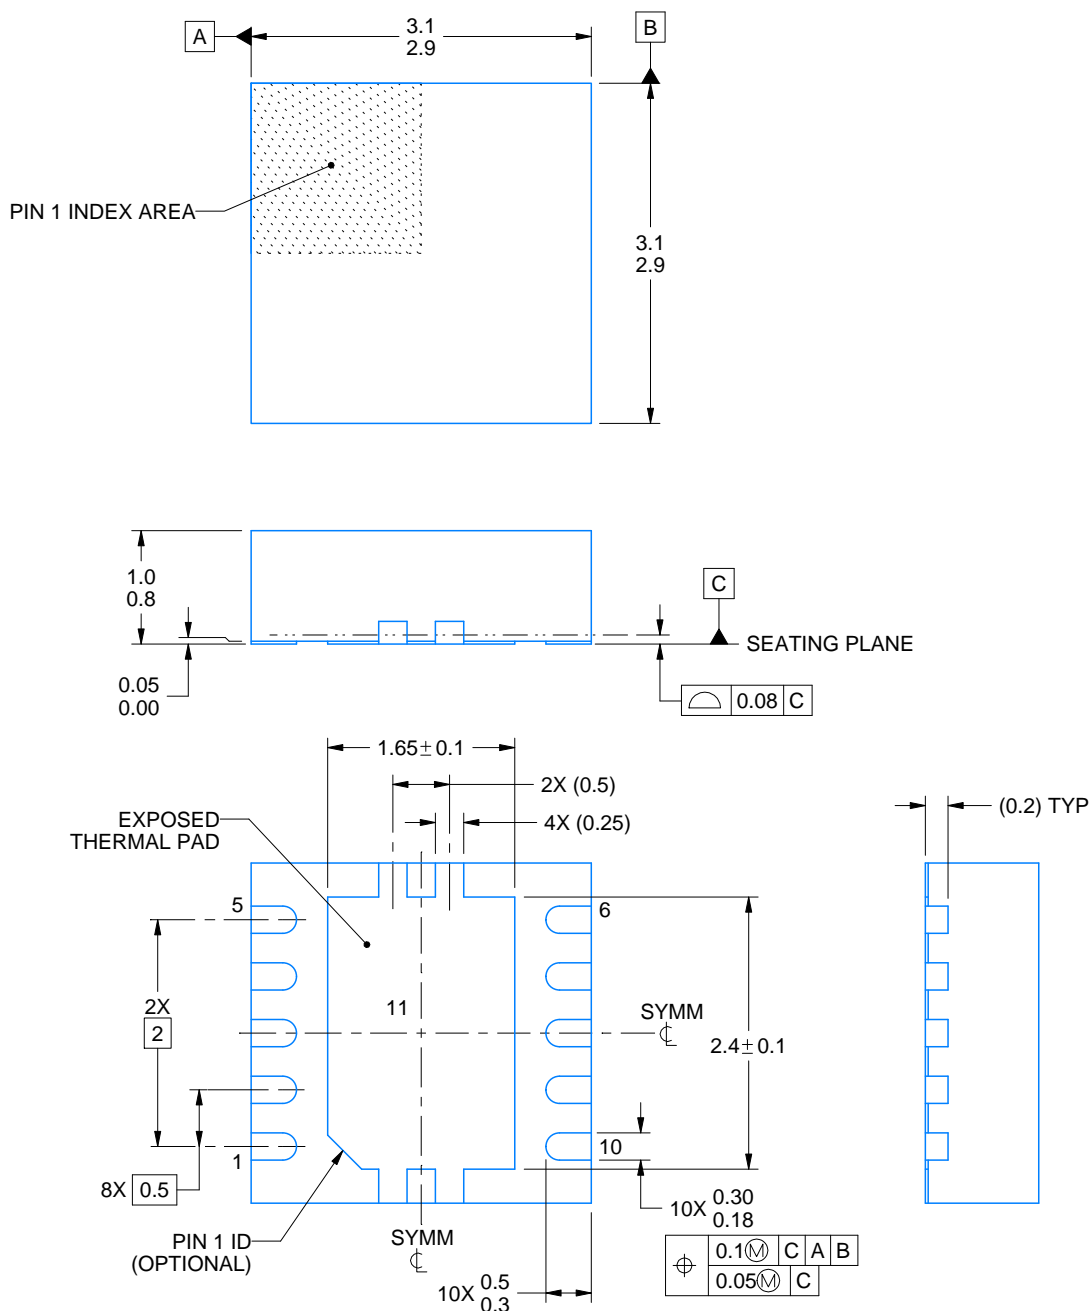 A
3.1
2.9
B
PIN 1 INDEX AREA
3.1
2.9
1.0
0.8
C
SEATING PLANE
0.05
0.00
0.08 C
1.65± 0.1
2X (0.5)
4X (0.25)
(0.2) TYP
EXPOSED
THERMAL PAD
5
6
11
2X
2
SYMM
2.4± 0.1
1
10
8X 0.5
10X 0.30
0.18
PIN 1 ID
(OPTIONAL)
SYMM
0.1Ⓜ C A B
0.05Ⓜ C
10X 0.5
0.3